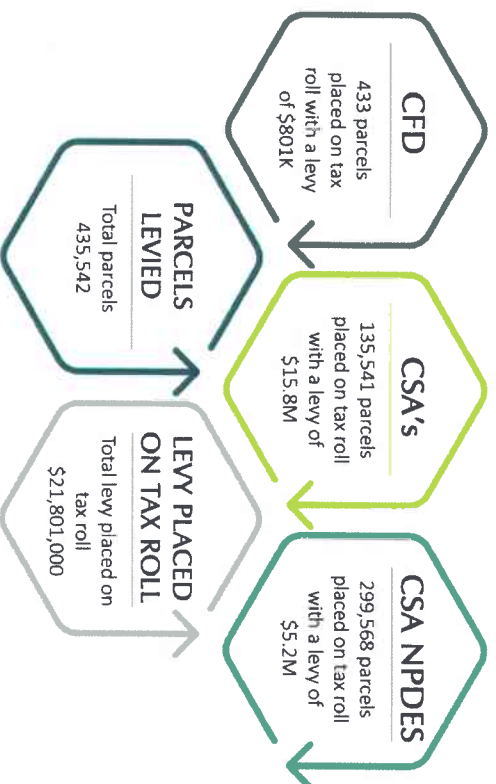 CFD
433 parcels
placed on tax
roll with a levy
of $801K
CSA's
135,541 parcels
placed on tax roll
with a levy of
$15.8M
CSA NPDES
299,568 parcels
placed on tax roll
with a levy of
$5.2M
PARCELS
LEVIED
Total parcels
435,542
LEVY PLACED
ON TAX ROLL
Total levy placed on
tax roll
$21,801,000